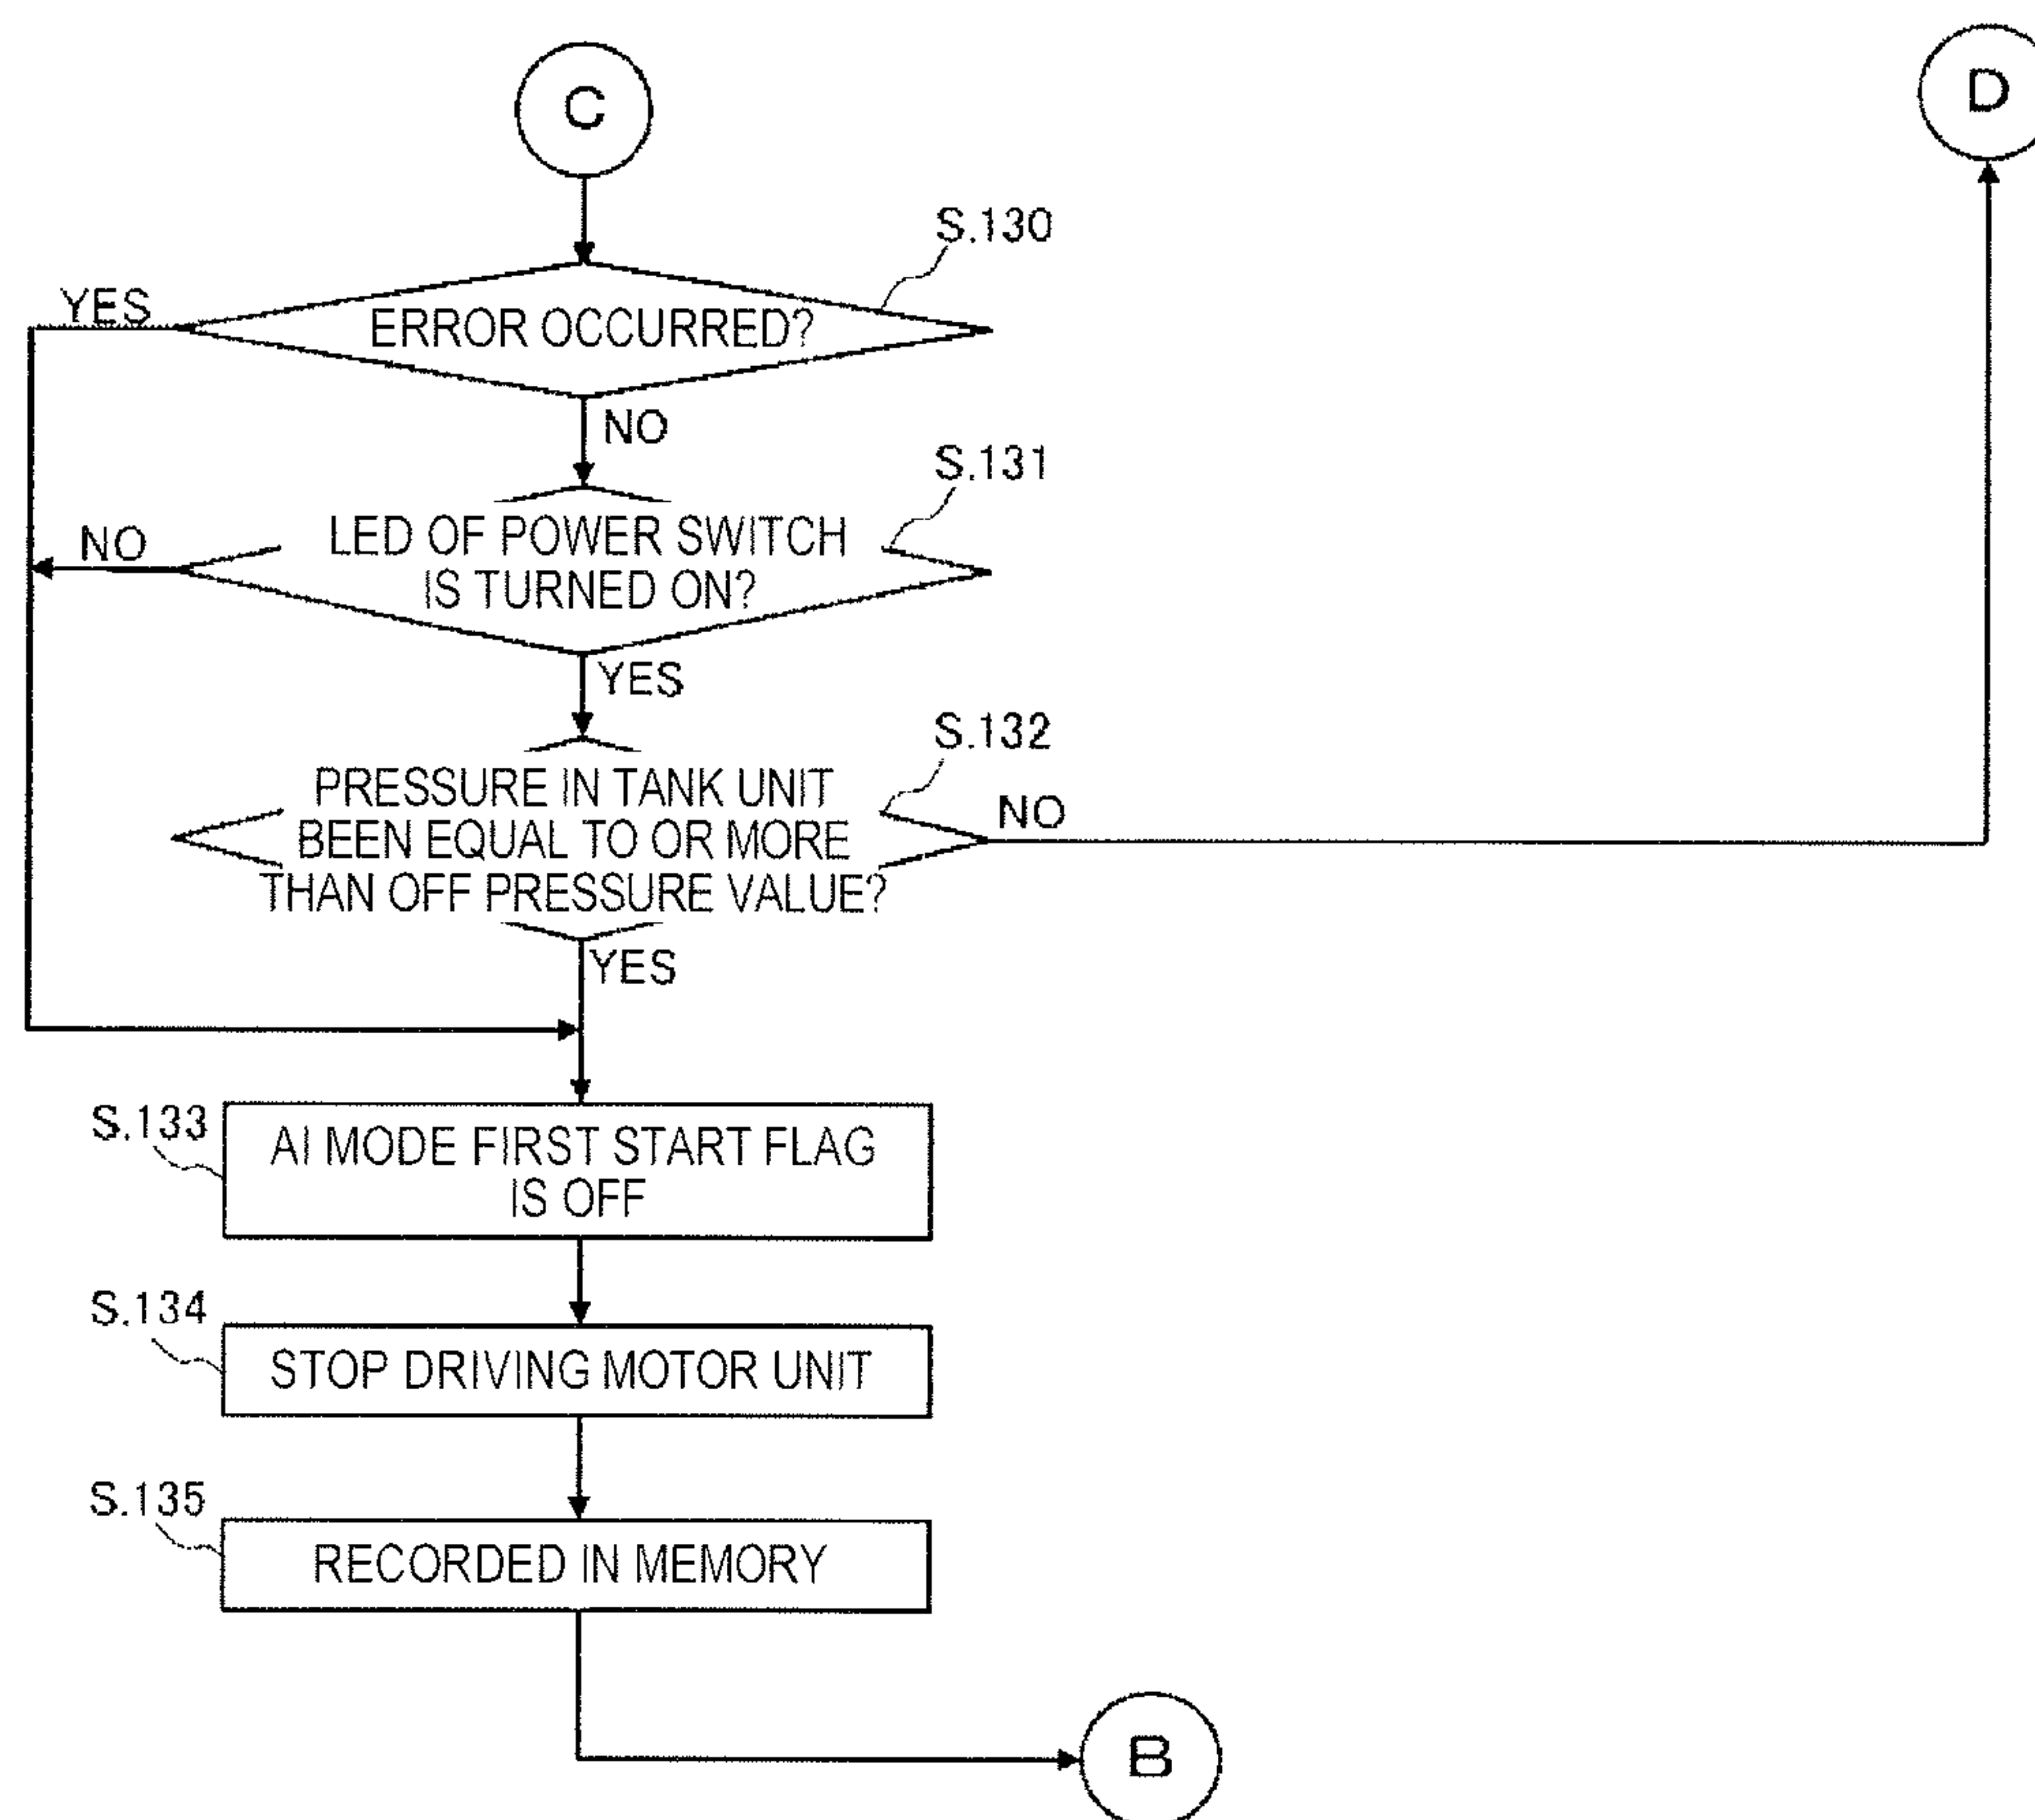 C
D
S.130
YES
ERROR OCCURRED?
NO
S.131
NO
LED OF POWER SWITCH
IS TURNED ON?
YES
S.132
PRESSURE IN TANK UNIT
NO
BEEN EQUAL TO OR MORE
THAN OFF PRESSURE VALUE?
YES
S.133
AI MODE FIRST START FLAG
IS OFF
S.134
STOP DRIVING MOTOR UNIT
S.135
RECORDED IN MEMORY
B